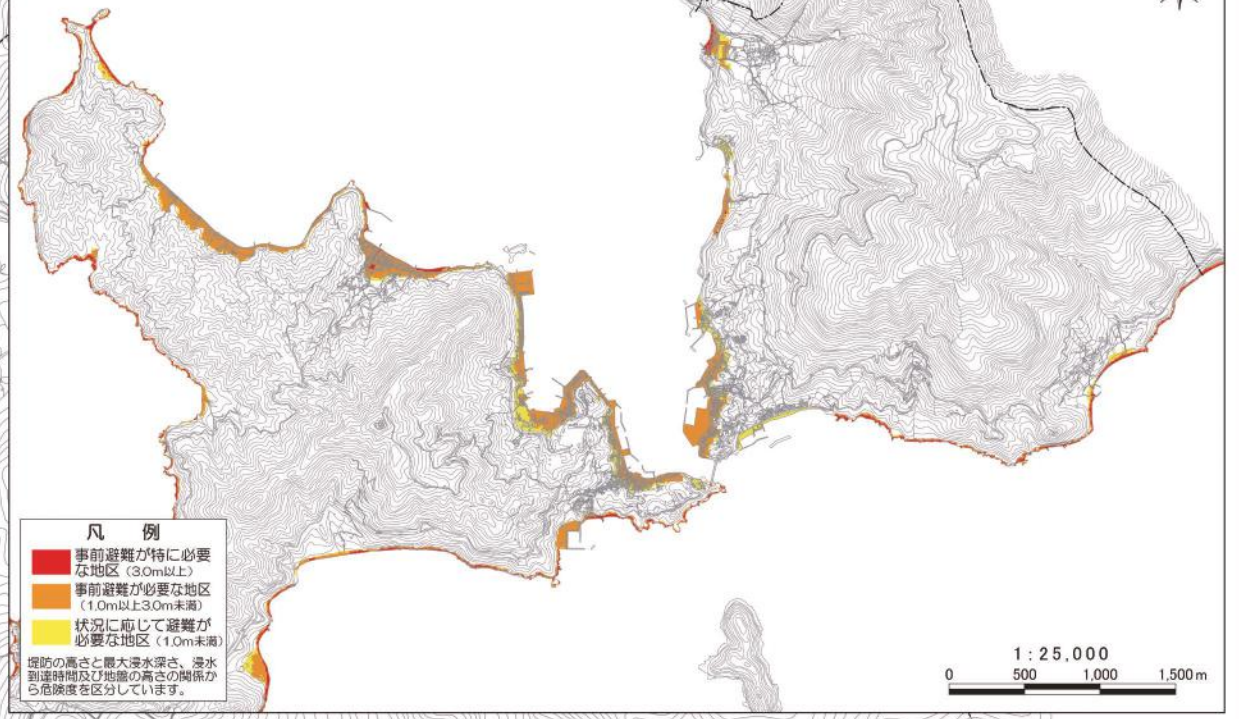 凡 例
事前避難が特に必要
な地区（3.0m以上）
事前避難が必要な地区
（1.0m以上3.0m未満）
状況に応じて避難が
必要な地区（1.0m未満）
堤防の高さと最大浸水深さ、浸水
到達時間及び地盤の高さの関係か
ら危険度を区分しています。
1：25,000
0 500 1,000 1,500m